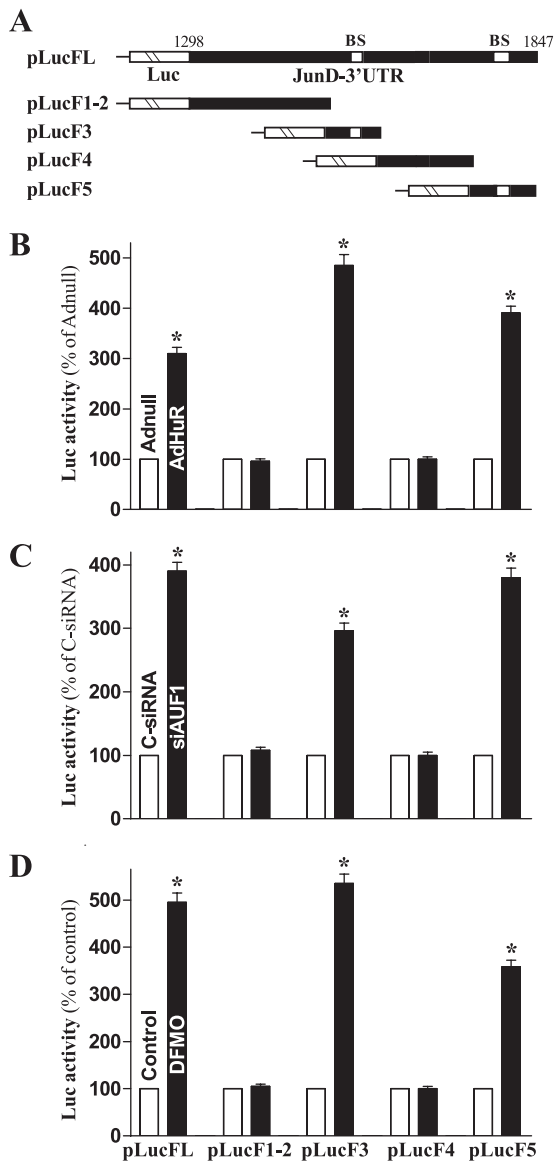 A
1298 BS BS 1847
pLucFL
Luc JunD-3'UTR
pLucF1-2
pLucF3
pLucF4
pLucF5
B
Luc activity (% of Adnull)
500
400
300
200
100
0
Adnull
AdHuR
* * *
C
Luc activity (% of C-siRNA)
400
300
200
100
0
C-siRNA
siAUF1
* * *
D
Luc activity (% of control)
500
400
300
200
100
0
Control
DFMO
* * *
pLucFL pLucF1-2 pLucF3 pLucF4 pLucF5